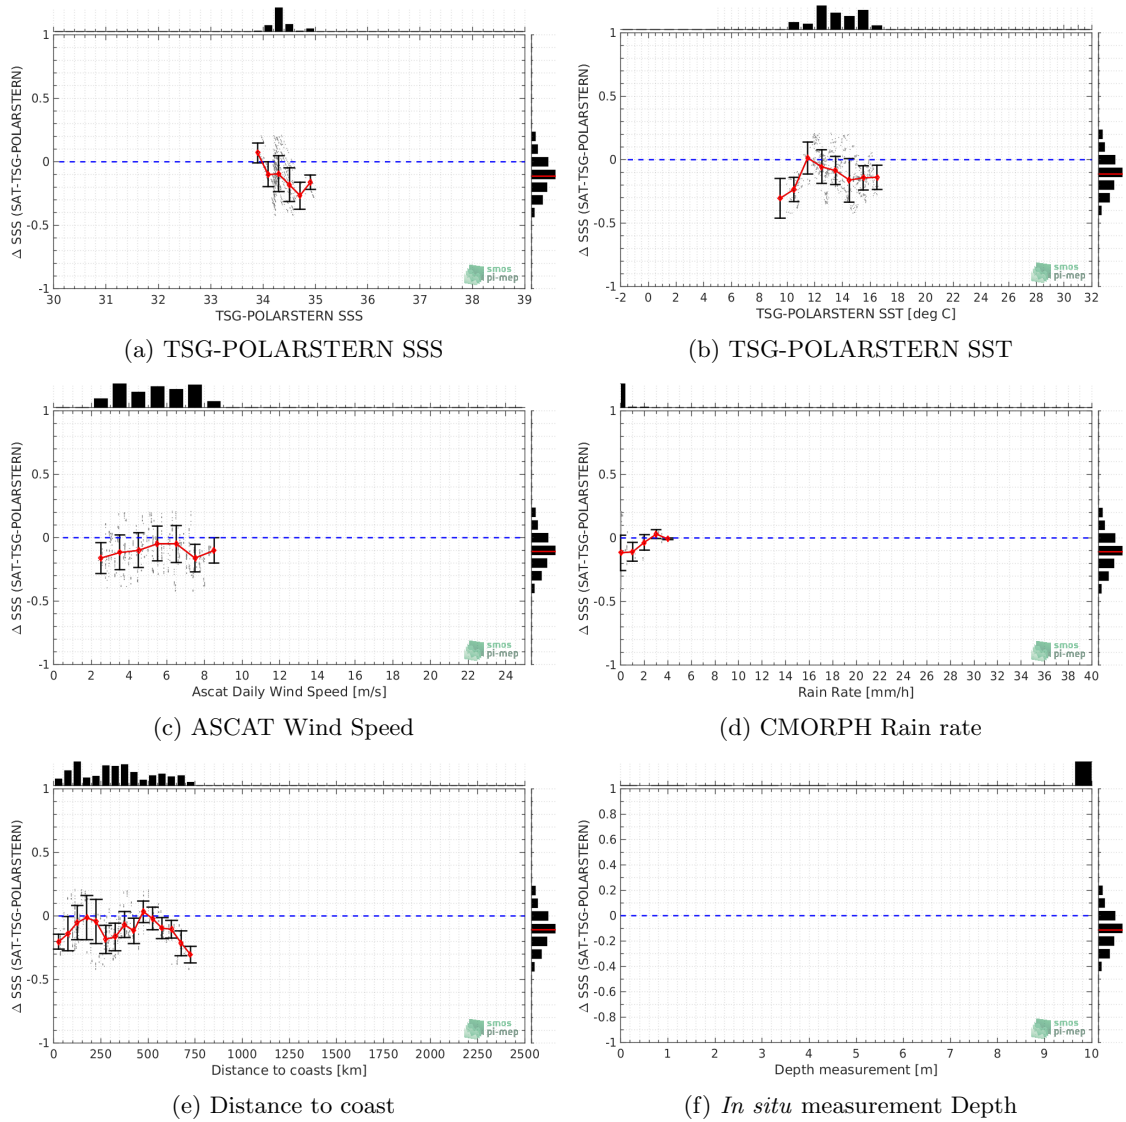 1
0.5
0
-0.5
-1
Δ SSS (SAT-TSG-POLARSTERN)
30 31 32 33 34 35 36 37 38 39
TSG-POLARSTERN SSS
smos
pi-mep
(a) TSG-POLARSTERN SSS
1
0.5
0
-0.5
-1
Δ SSS (SAT-TSG-POLARSTERN)
-2 0 2 4 6 8 10 12 14 16 18 20 22 24 26 28 30 32
TSG-POLARSTERN SST [deg C]
smos
pi-mep
(b) TSG-POLARSTERN SST
1
0.5
0
-0.5
-1
Δ SSS (SAT-TSG-POLARSTERN)
0 2 4 6 8 10 12 14 16 18 20 22 24
Ascat Daily Wind Speed [m/s]
smos
pi-mep
(c) ASCAT Wind Speed
1
0.5
0
-0.5
-1
Δ SSS (SAT-TSG-POLARSTERN)
0 2 4 6 8 10 12 14 16 18 20 22 24 26 28 30 32 34 36 38 40
Rain Rate [mm/h]
smos
pi-mep
(d) CMORPH Rain rate
1
0.5
0
-0.5
-1
Δ SSS (SAT-TSG-POLARSTERN)
0 250 500 750 1000 1250 1500 1750 2000 2250 2500
Distance to coasts [km]
smos
pi-mep
(e) Distance to coast
1
0.8
0.6
0.4
0.2
0
-0.2
-0.4
-0.6
-0.8
-1
Δ SSS (SAT-TSG-POLARSTERN)
0 1 2 3 4 5 6 7 8 9 10
Depth measurement [m]
smos
pi-mep
(f) In situ measurement Depth